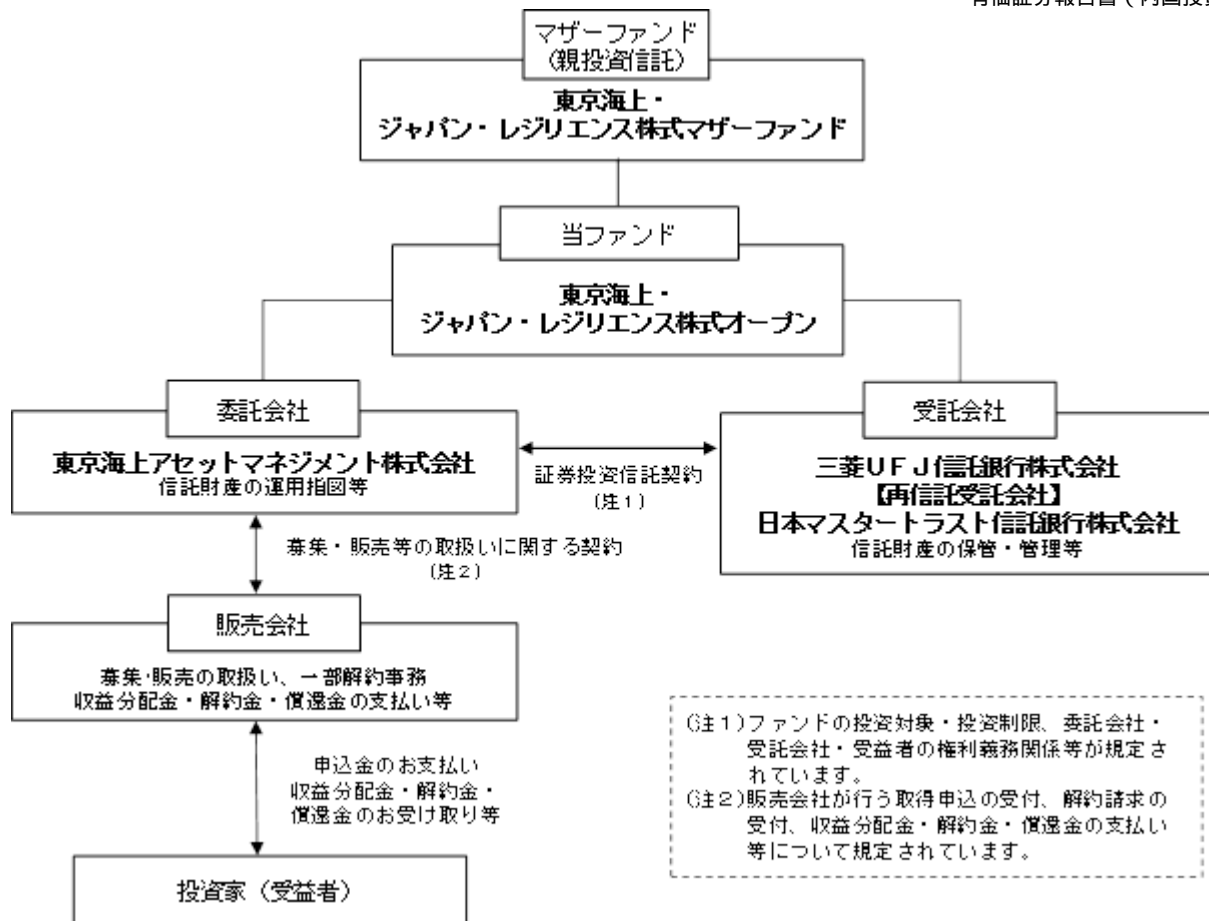 マザーファンド
(親投資信託)
東京海上・
ジャパン・レジリエンス株式マザーファンド
当ファンド
東京海上・
ジャパン・レジリエンス株式オープン
委託会社
東京海上アセットマネジメント株式会社
信託財産の運用指図等
証券投資信託契約
(注1)
受託会社
三菱UFJ信託銀行株式会社
【再信託受託会社】
日本マスタートラスト信託銀行株式会社
信託財産の保管・管理等
募集・販売等の取扱いに関する契約
(注2)
販売会社
募集・販売の取扱い、一部解約事務
収益分配金・解約金・償還金の支払い等
申込金のお支払い
収益分配金・解約金・
償還金のお受け取り等
投資家(受益者)
(注1)ファンドの投資対象・投資制限、委託会社・
受託会社・受益者の権利義務関係等が規定さ
れています。
(注2)販売会社が行う取得申込の受付、解約請求の
受付、収益分配金・解約金・償還金の支払い
等について規定されています。